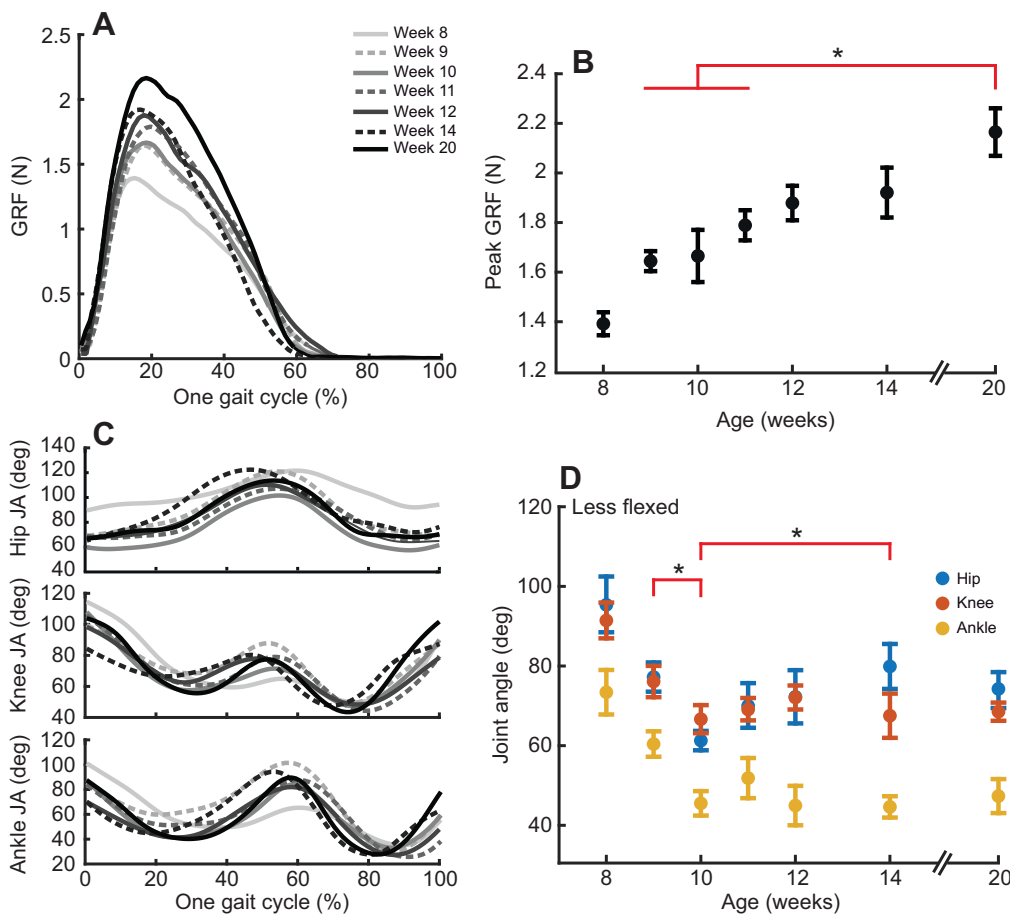 A
2.5
2
1.5
1
0.5
0
GRF (N)
0 20 40 60 80 100
One gait cycle (%)
Week 8
Week 9
Week 10
Week 11
Week 12
Week 14
Week 20
B
*
2.4
2.2
2.0
1.8
1.6
1.4
1.2
Peak GRF (N)
8 10 12 14 20
Age (weeks)
C
140
120
100
80
60
40
Hip JA (deg)
120
100
80
60
40
Knee JA (deg)
120
100
80
60
40
20
Ankle JA (deg)
0 20 40 60 80 100
One gait cycle (%)
D
Less flexed
* *
120
100
80
60
40
Joint angle (deg)
Hip
Knee
Ankle
8 10 12 14 20
Age (weeks)